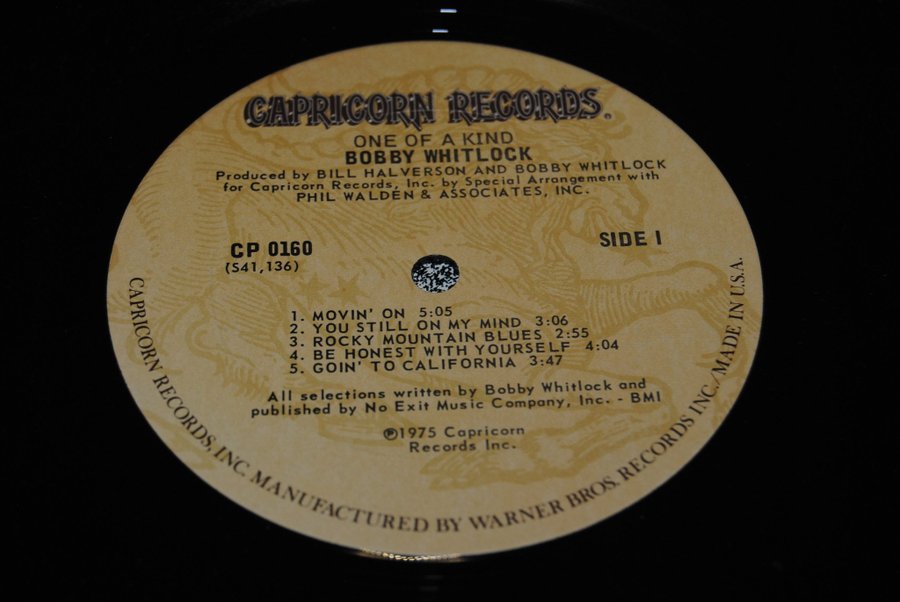 CAPRICORN RECORDS.
ONE OF A KIND
BOBBY WHITLOCK
Produced by BILL HALVERSON AND BOBBY WHITLOCK
for Capricorn Records, Inc. by Special Arrangement with
PHIL WALDEN & ASSOCIATES, INC.
CP 0160
(S41,136)
SIDE I
1. MOVIN' ON 5:05
2. YOU STILL ON MY MIND 3:06
3. ROCKY MOUNTAIN BLUES 2:55
4. BE HONEST WITH YOURSELF 4:04
5. GOIN' TO CALIFORNIA 3:47
All selections written by Bobby Whitlock and
published by No Exit Music Company, Inc. - BMI
℗1975 Capricorn
Records Inc.
CAPRICORN RECORDS, INC. MANUFACTURED BY WARNER BROS. RECORDS INC./MADE IN U.S.A.